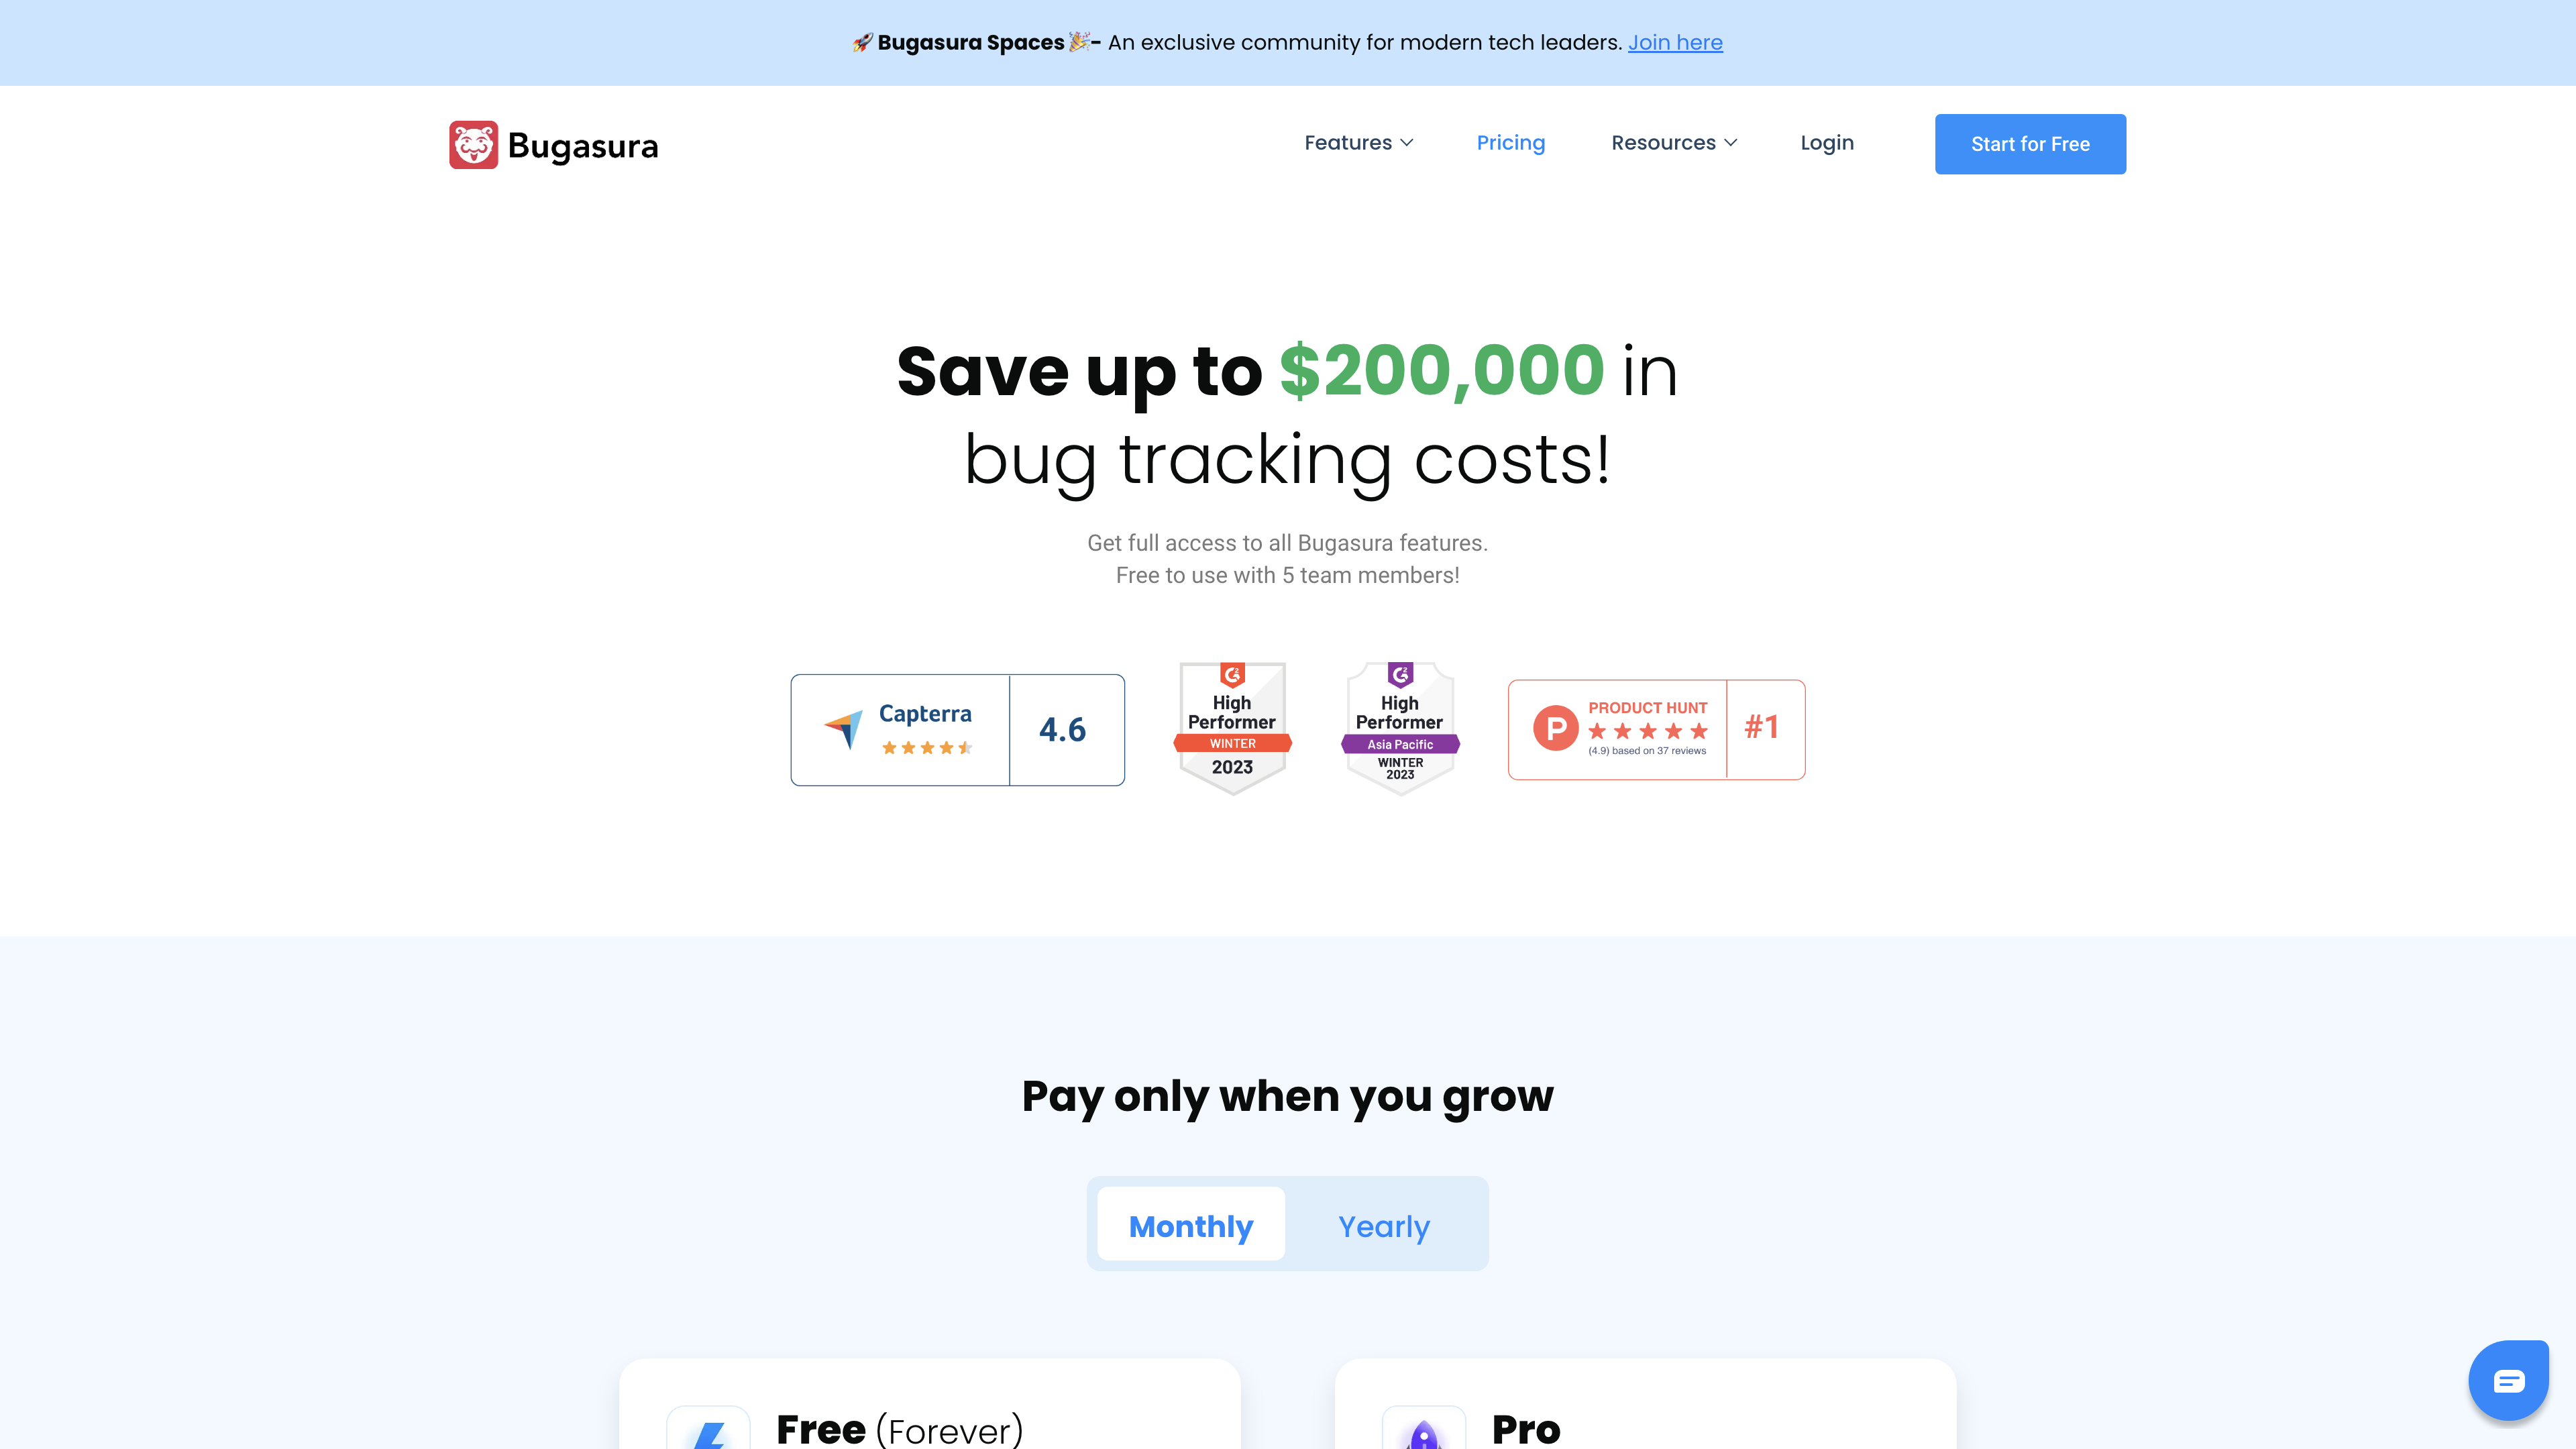 🚀 Bugasura Spaces 🎉- An exclusive community for modern tech leaders. Join here
Bugasura
Features
Pricing
Resources
Login
Start for Free
Save up to $200,000 in
bug tracking costs!
Get full access to all Bugasura features.
Free to use with 5 team members!
Capterra
4.6
G2
High
Performer
WINTER
2023
G2
High
Performer
Asia Pacific
WINTER
2023
P
PRODUCT HUNT
(4.9) based on 37 reviews
#1
Pay only when you grow
Monthly
Yearly
Free (Forever)
Pro